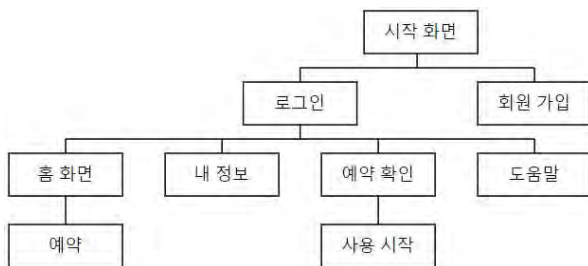 시작 화면
로그인
회원 가입
홈 화면
내 정보
예약 확인
도움말
예약
사용 시작